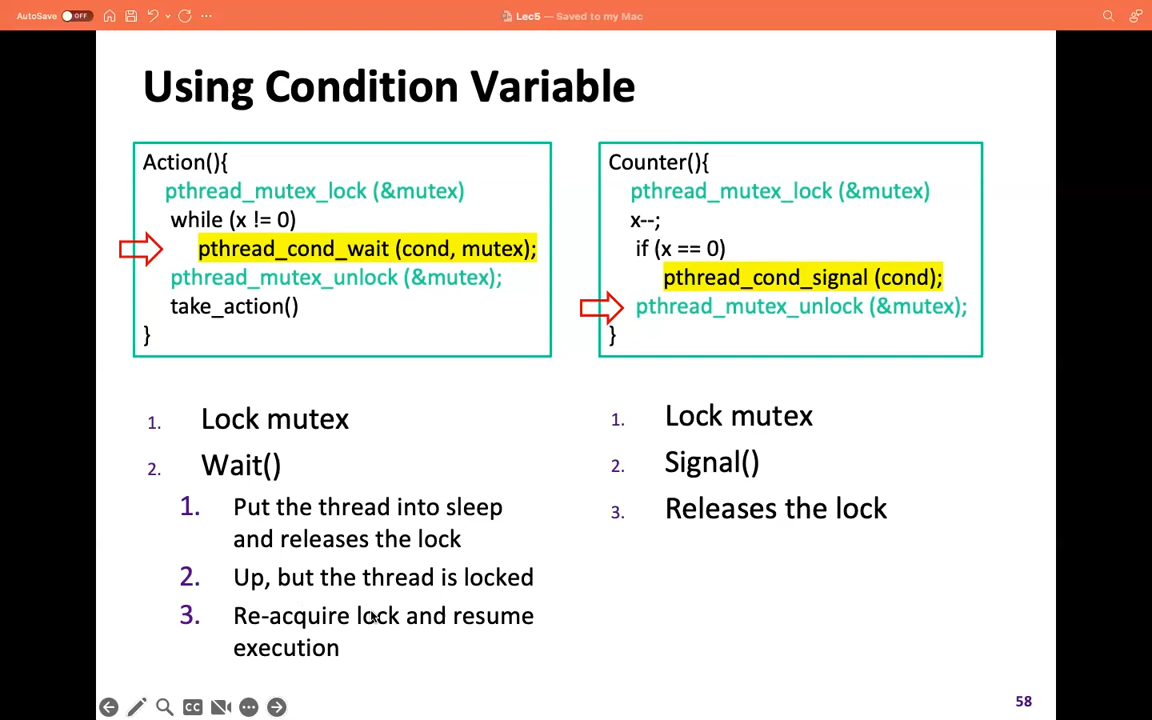 AutoSave OFF
Lec5 — Saved to my Mac
Using Condition Variable
Action(){
pthread_mutex_lock (&mutex)
while (x != 0)
pthread_cond_wait (cond, mutex);
pthread_mutex_unlock (&mutex);
take_action()
}
Counter(){
pthread_mutex_lock (&mutex)
x--;
if (x == 0)
pthread_cond_signal (cond);
pthread_mutex_unlock (&mutex);
}
1. Lock mutex
2. Wait()
1. Put the thread into sleep
and releases the lock
2. Up, but the thread is locked
3. Re-acquire lock and resume
execution
1. Lock mutex
2. Signal()
3. Releases the lock
CC
58